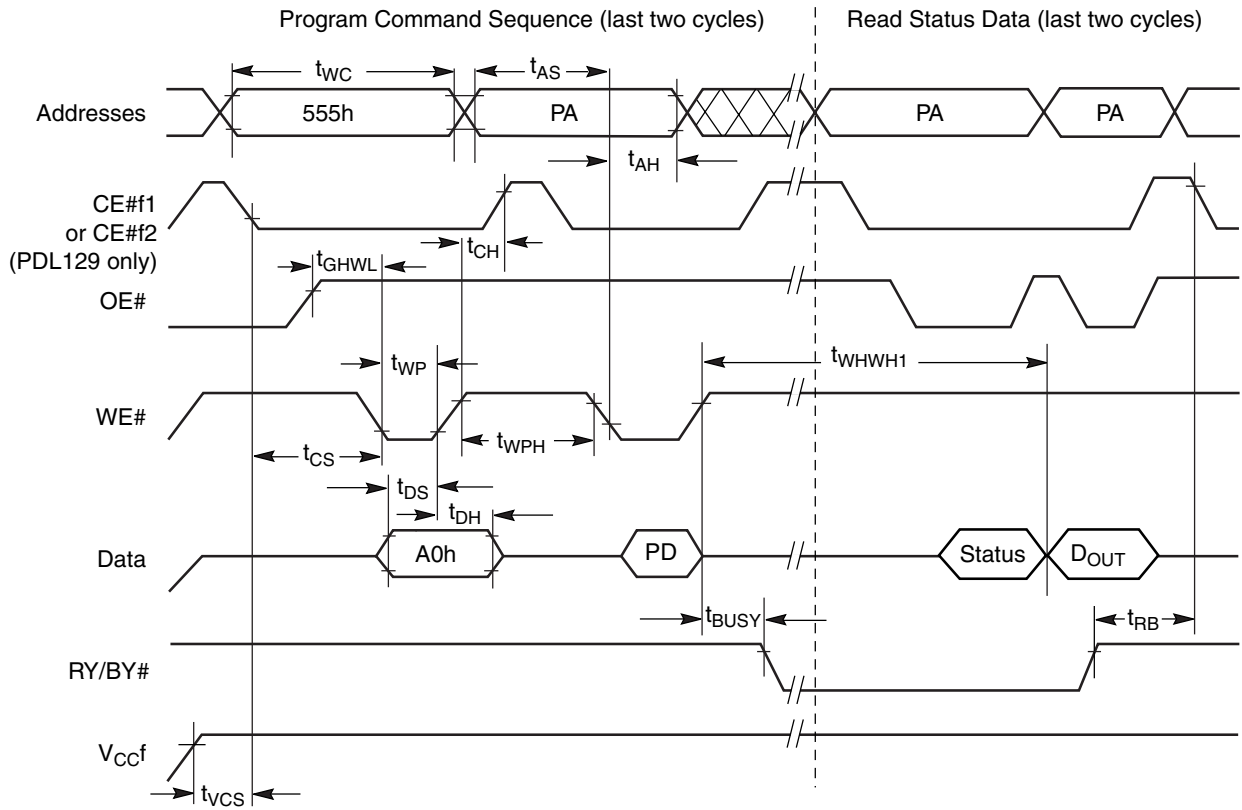 Program Command Sequence (last two cycles)
Read Status Data (last two cycles)
tWC
tAS
Addresses
555h
PA
PA
PA
tAH
CE#f1
or CE#f2
(PDL129 only)
tCH
tGHWL
OE#
tWP
tWHWH1
WE#
tCS
tWPH
tDS
tDH
Data
A0h
PD
Status
DOUT
tBUSY
tRB
RY/BY#
VCCf
tVCS